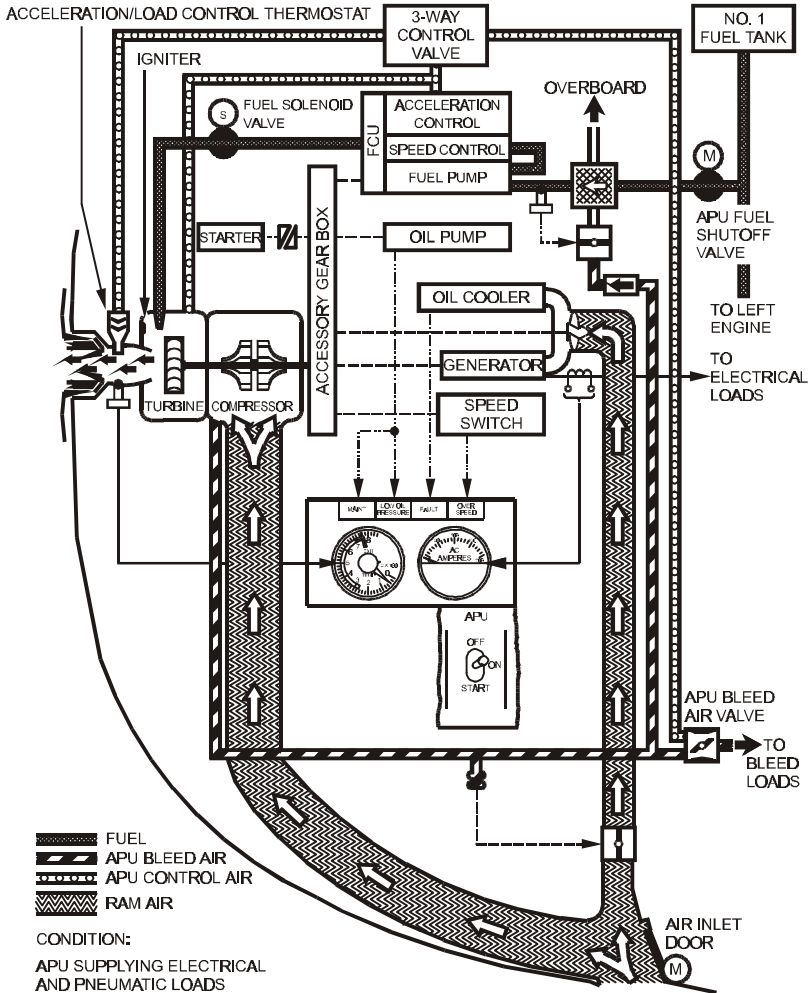 ACCELERATION/LOAD CONTROL THERMOSTAT
3-WAY
CONTROL
VALVE
NO. 1
FUEL TANK
IGNITER
OVERBOARD
FUEL SOLENOID
VALVE
S
FCU
ACCELERATION
CONTROL
SPEED CONTROL
FUEL PUMP
M
APU FUEL
SHUTOFF
VALVE
STARTER
ACCESSORY GEAR BOX
OIL PUMP
OIL COOLER
TO LEFT
ENGINE
GENERATOR
TO
ELECTRICAL
LOADS
TURBINE
COMPRESSOR
SPEED
SWITCH
MAINT
LOW OIL
PRESSURE
FAULT
OVER
SPEED
AC
AMPERES
APU
OFF
ON
START
APU BLEED
AIR VALVE
TO
BLEED
LOADS
FUEL
APU BLEED AIR
APU CONTROL AIR
RAM AIR
CONDITION:
APU SUPPLYING ELECTRICAL
AND PNEUMATIC LOADS
AIR INLET
DOOR
M